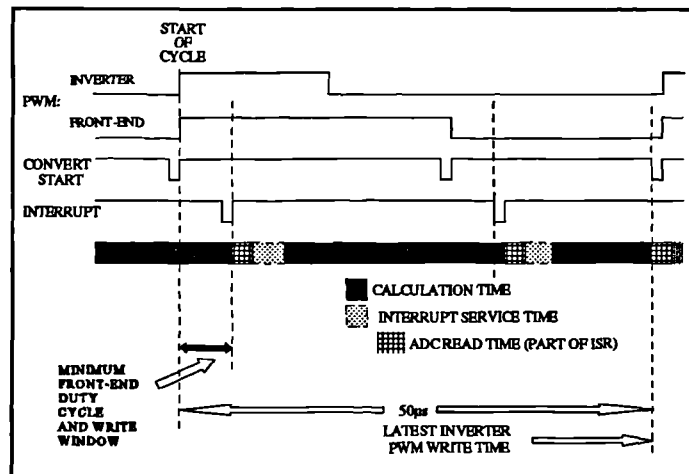 START
OF
CYCLE
INVERTER
PWM:
FRONT-END
CONVERT
START
INTERRUPT
CALCULATION TIME
INTERRUPT SERVICE TIME
ADC READ TIME (PART OF ISR)
MINIMUM
FRONT-END
DUTY
CYCLE
AND WRITE
WINDOW
50µs
LATEST INVERTER
PWM WRITE TIME